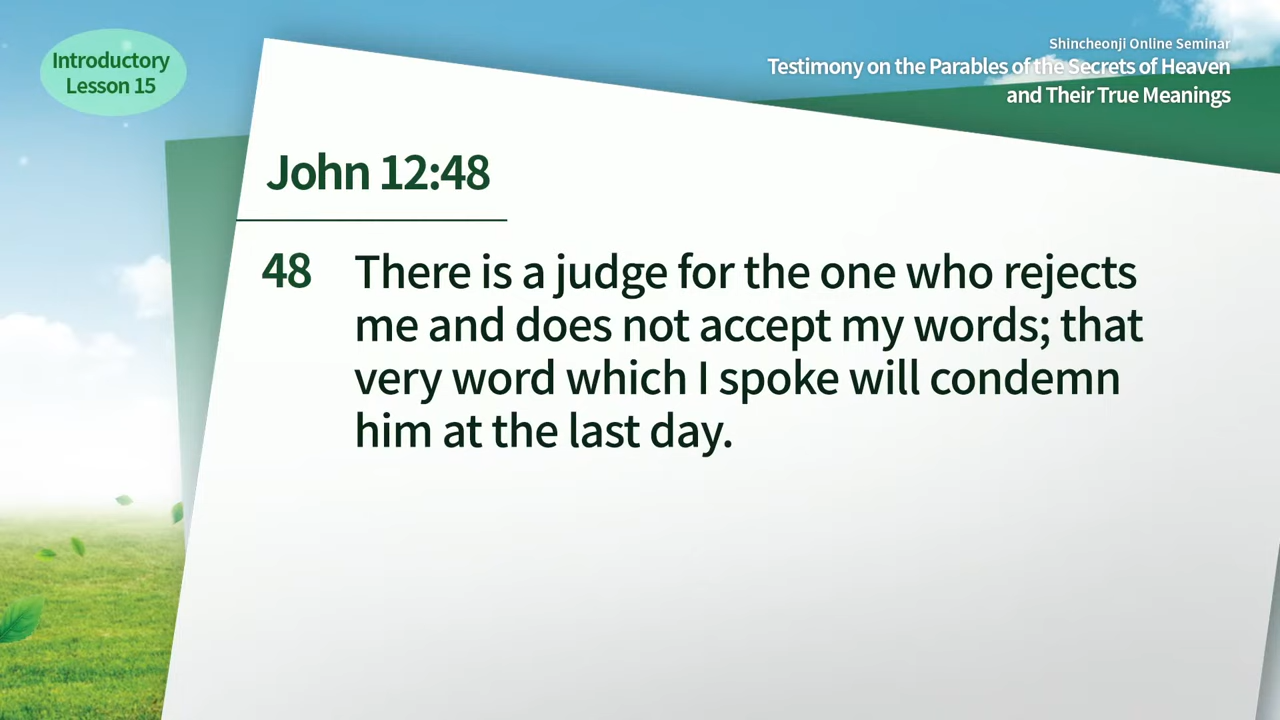 Introductory
Lesson 15
Shincheonji Online Seminar
Testimony on the Parables of the Secrets of Heaven
and Their True Meanings
John 12:48
48 There is a judge for the one who rejects
me and does not accept my words; that
very word which I spoke will condemn
him at the last day.